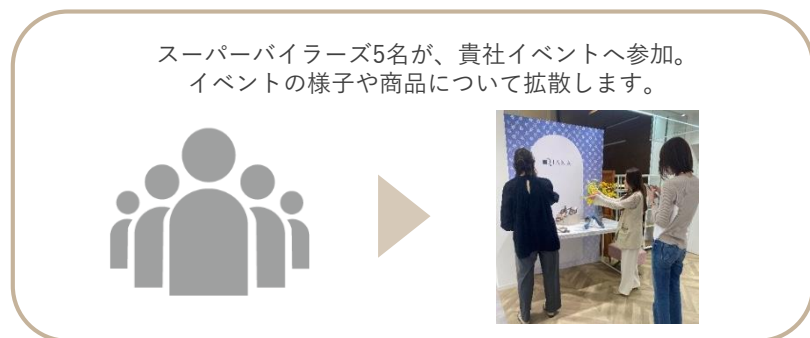 スーパーバイラーズ5名が、貴社イベントへ参加。
イベントの様子や商品について拡散します。